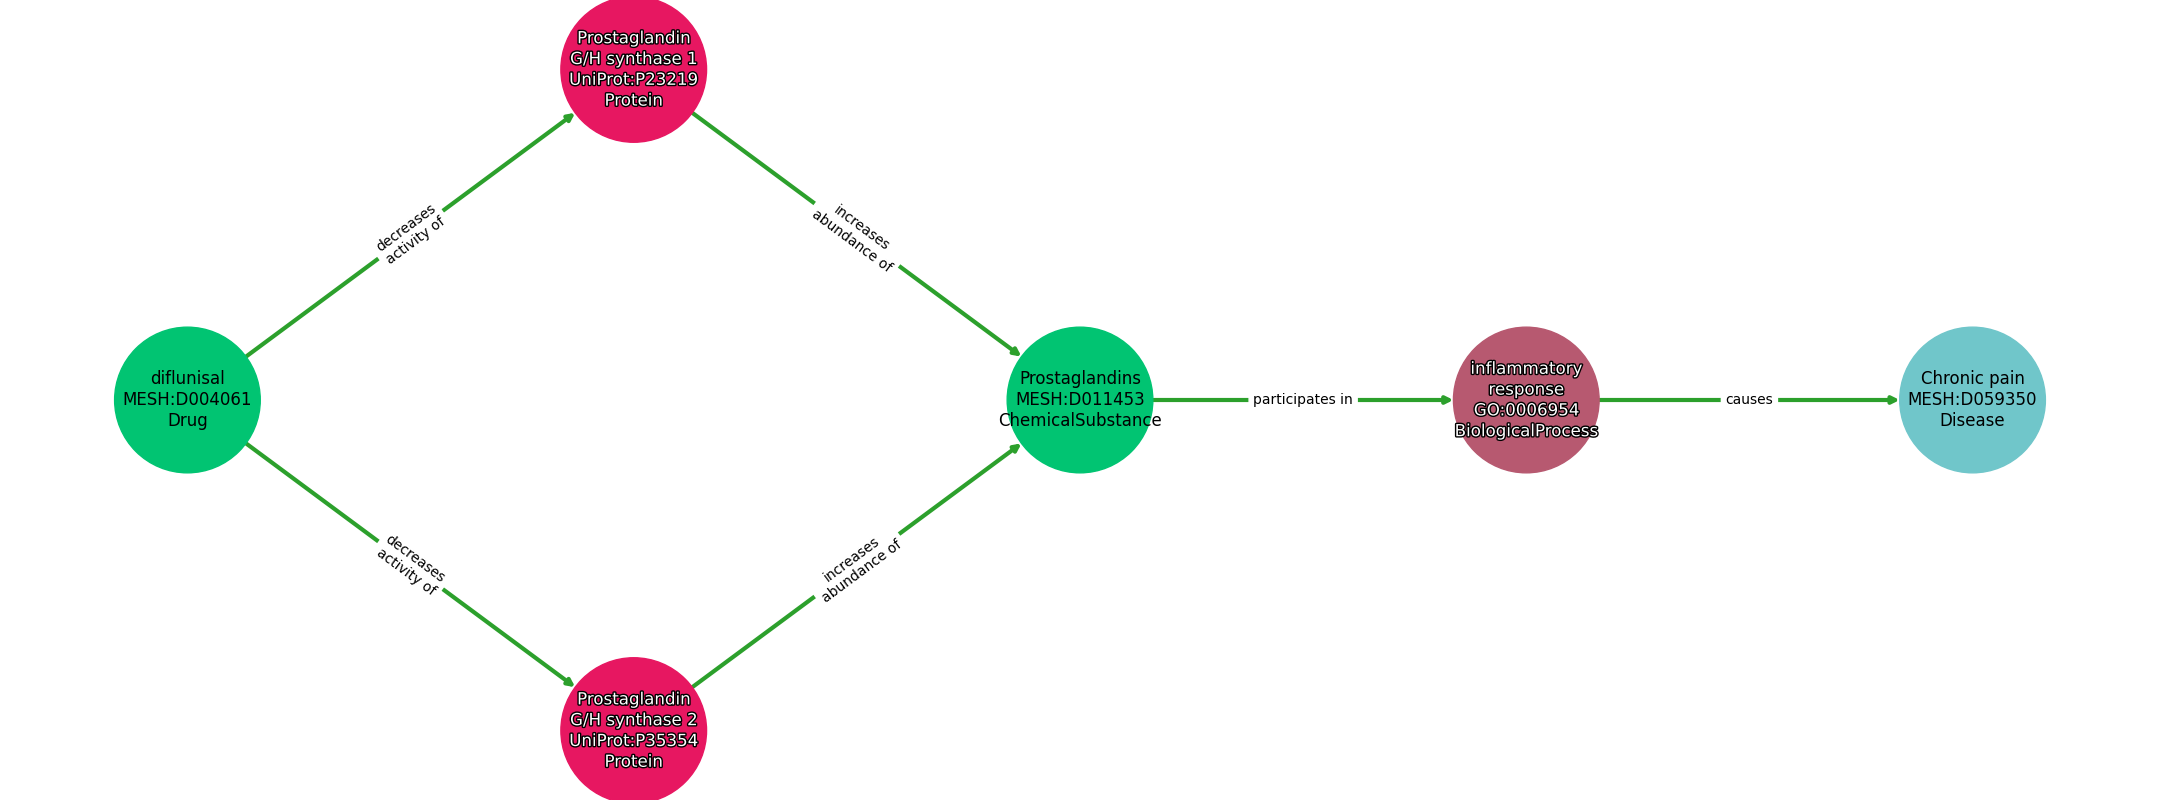 Prostaglandin
G/H synthase 1
UniProt:P23219
Protein
decreases
activity of
increases
abundance of
diflunisal
MESH:D004061
Drug
Prostaglandins
MESH:D011453
ChemicalSubstance
participates in
inflammatory
response
GO:0006954
BiologicalProcess
causes
Chronic pain
MESH:D059350
Disease
decreases
activity of
increases
abundance of
Prostaglandin
G/H synthase 2
UniProt:P35354
Protein